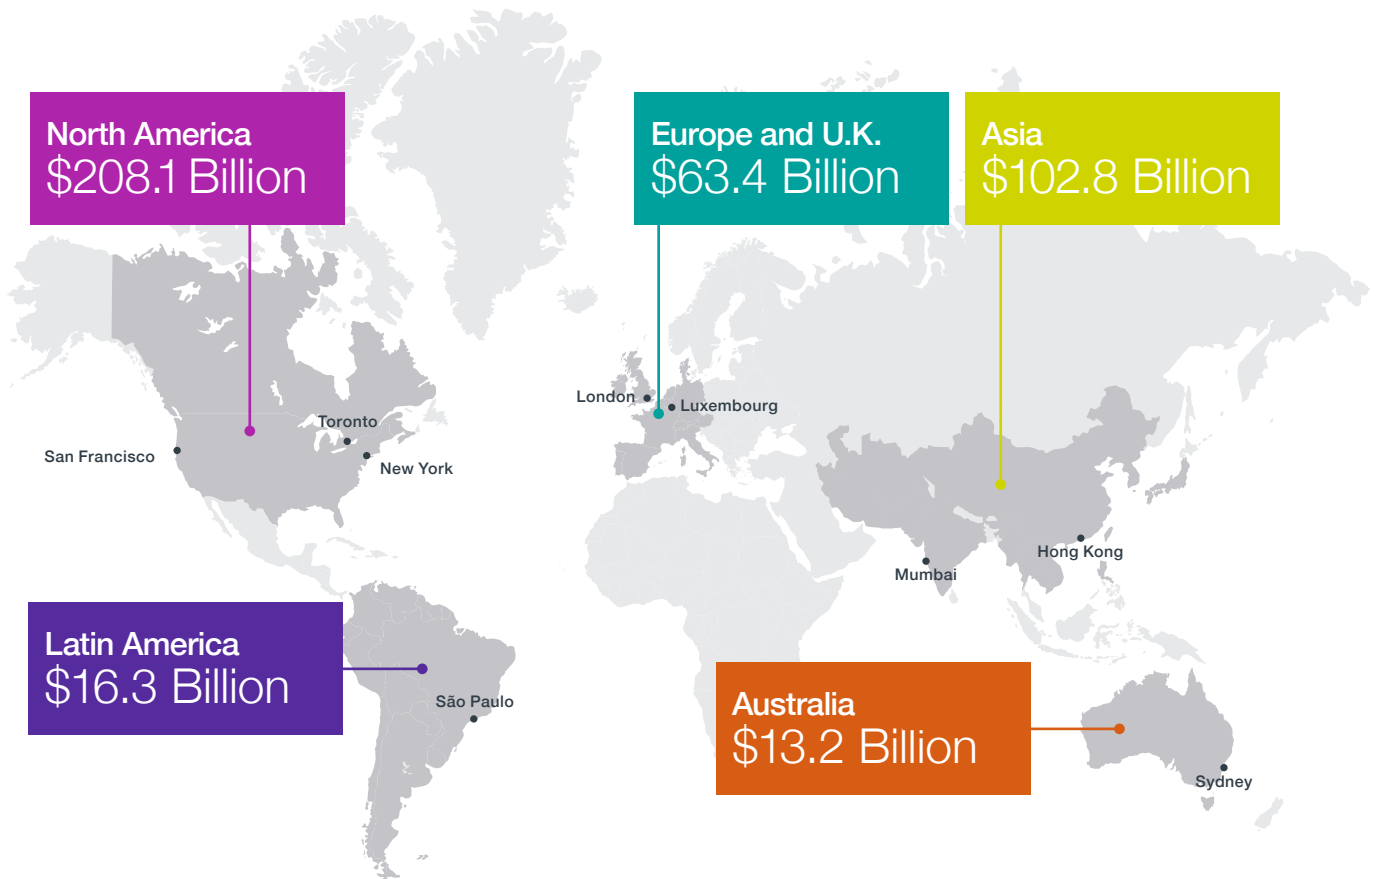 North America
$208.1 Billion
Europe and U.K.
$63.4 Billion
Asia
$102.8 Billion
London
Luxembourg
Toronto
San Francisco
New York
Hong Kong
Mumbai
Latin America
$16.3 Billion
São Paulo
Australia
$13.2 Billion
Sydney